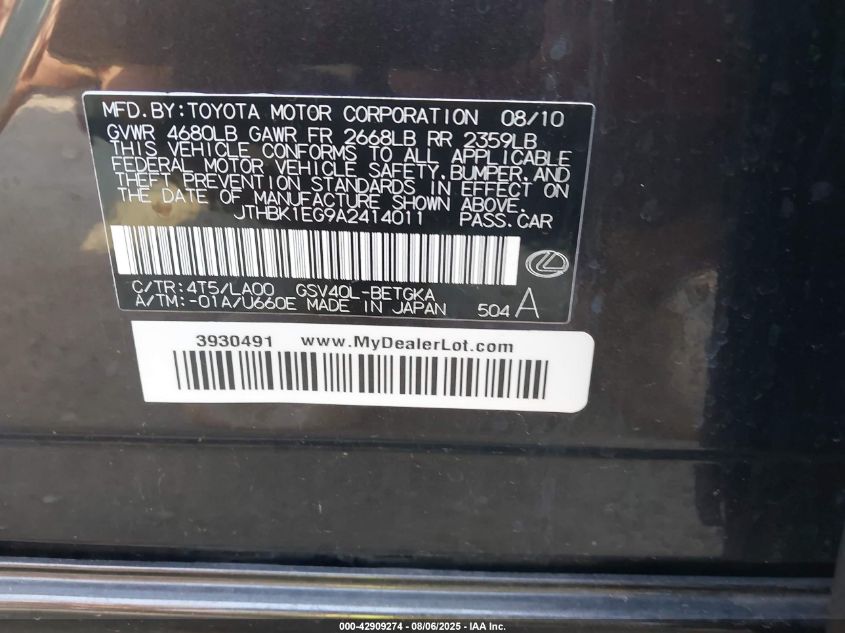 MFD.BY:TOYOTA MOTOR CORPORATION 08/10
GVWR 4680LB GAWR FR 2668LB RR 2359LB
THIS VEHICLE CONFORMS TO ALL APPLICABLE
FEDERAL MOTOR VEHICLE SAFETY,BUMPER,AND
THEFT PREVENTION STANDARDS IN EFFECT ON
THE DATE OF MANUFACTURE SHOWN ABOVE.
JTHBK1EG9A2414011 PASS.CAR
C/TR:4T5/LA00 GSV40L-BETGKA
A/TM:-01A/U660E MADE IN JAPAN 504 A
3930491 www.MyDealerLot.com
000-42909274 - 08/06/2025 - IAA Inc.